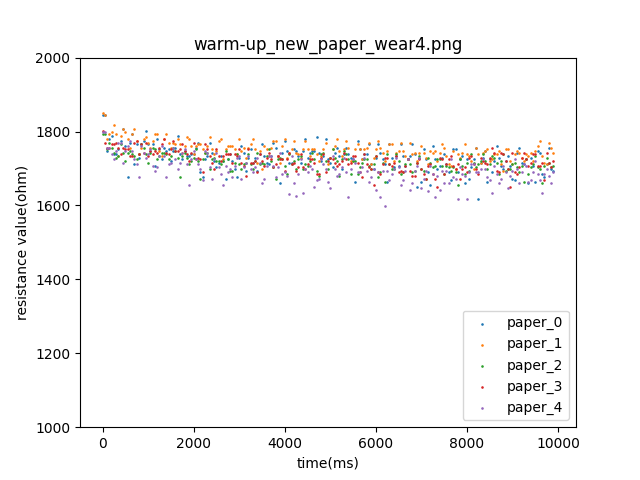 warm-up_new_paper_wear4.png
2000
1800
1600
1400
1200
1000
resistance value(ohm)
0 2000 4000 6000 8000 10000
time(ms)
paper_0
paper_1
paper_2
paper_3
paper_4